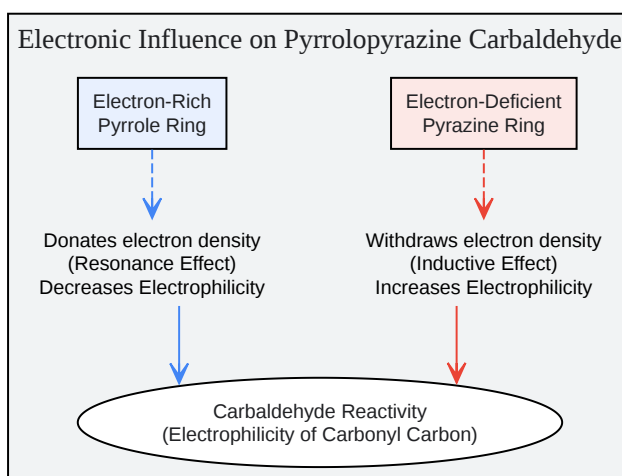 Electronic Influence on Pyrrolopyrazine Carbaldehyde
Electron-Rich
Pyrrole Ring
Electron-Deficient
Pyrazine Ring
Donates electron density
(Resonance Effect)
Decreases Electrophilicity
Withdraws electron density
(Inductive Effect)
Increases Electrophilicity
Carbaldehyde Reactivity
(Electrophilicity of Carbonyl Carbon)